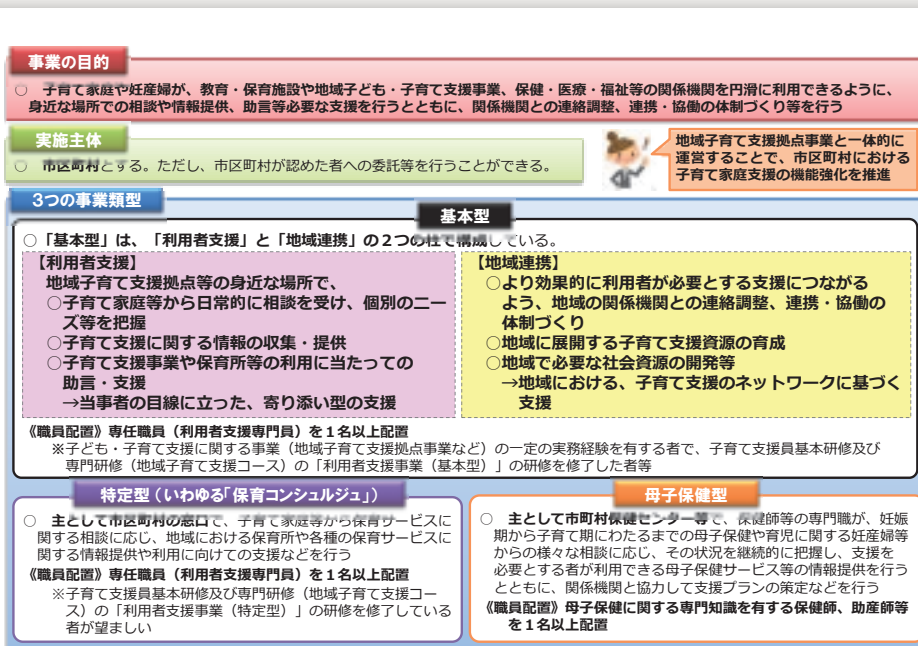 事業の目的
○ 子育て家庭や妊産婦が、教育・保育施設や地域子ども・子育て支援事業、保健・医療・福祉等の関係機関を円滑に利用できるように、
身近な場所での相談や情報提供、助言等必要な支援を行うとともに、関係機関との連絡調整、連携・協働の体制づくり等を行う
実施主体
○ 市区町村とする。ただし、市区町村が認めた者への委託等を行うことができる。
地域子育て支援拠点事業と一体的に
運営することで、市区町村における
子育て家庭支援の機能強化を推進
3つの事業類型
基本型
○「基本型」は、「利用者支援」と「地域連携」の2つの柱で構成している。
【利用者支援】
地域子育て支援拠点等の身近な場所で、
○子育て家庭等から日常的に相談を受け、個別のニー
ズ等を把握
○子育て支援に関する情報の収集・提供
○子育て支援事業や保育所等の利用に当たっての
助言・支援
→当事者の目線に立った、寄り添い型の支援
【地域連携】
○より効果的に利用者が必要とする支援につながる
よう、地域の関係機関との連絡調整、連携・協働の
体制づくり
○地域に展開する子育て支援資源の育成
○地域で必要な社会資源の開発等
→地域における、子育て支援のネットワークに基づく
支援
《職員配置》専任職員（利用者支援専門員）を1名以上配置
※子ども・子育て支援に関する事業（地域子育て支援拠点事業など）の一定の実務経験を有する者で、子育て支援員基本研修及び
専門研修（地域子育て支援コース）の「利用者支援事業（基本型）」の研修を修了した者等
特定型（いわゆる「保育コンシェルジュ」）
○ 主として市区町村の窓口で、子育て家庭等から保育サービスに
関する相談に応じ、地域における保育所や各種の保育サービスに
関する情報提供や利用に向けての支援などを行う
《職員配置》専任職員（利用者支援専門員）を1名以上配置
※子育て支援員基本研修及び専門研修（地域子育て支援コー
ス）の「利用者支援事業（特定型）」の研修を修了している
者が望ましい
母子保健型
○ 主として市町村保健センター等で、保健師等の専門職が、妊娠
期から子育て期にわたるまでの母子保健や育児に関する妊産婦等
からの様々な相談に応じ、その状況を継続的に把握し、支援を
必要とする者が利用できる母子保健サービス等の情報提供を行う
とともに、関係機関と協力して支援プランの策定などを行う
《職員配置》母子保健に関する専門知識を有する保健師、助産師等
を1名以上配置